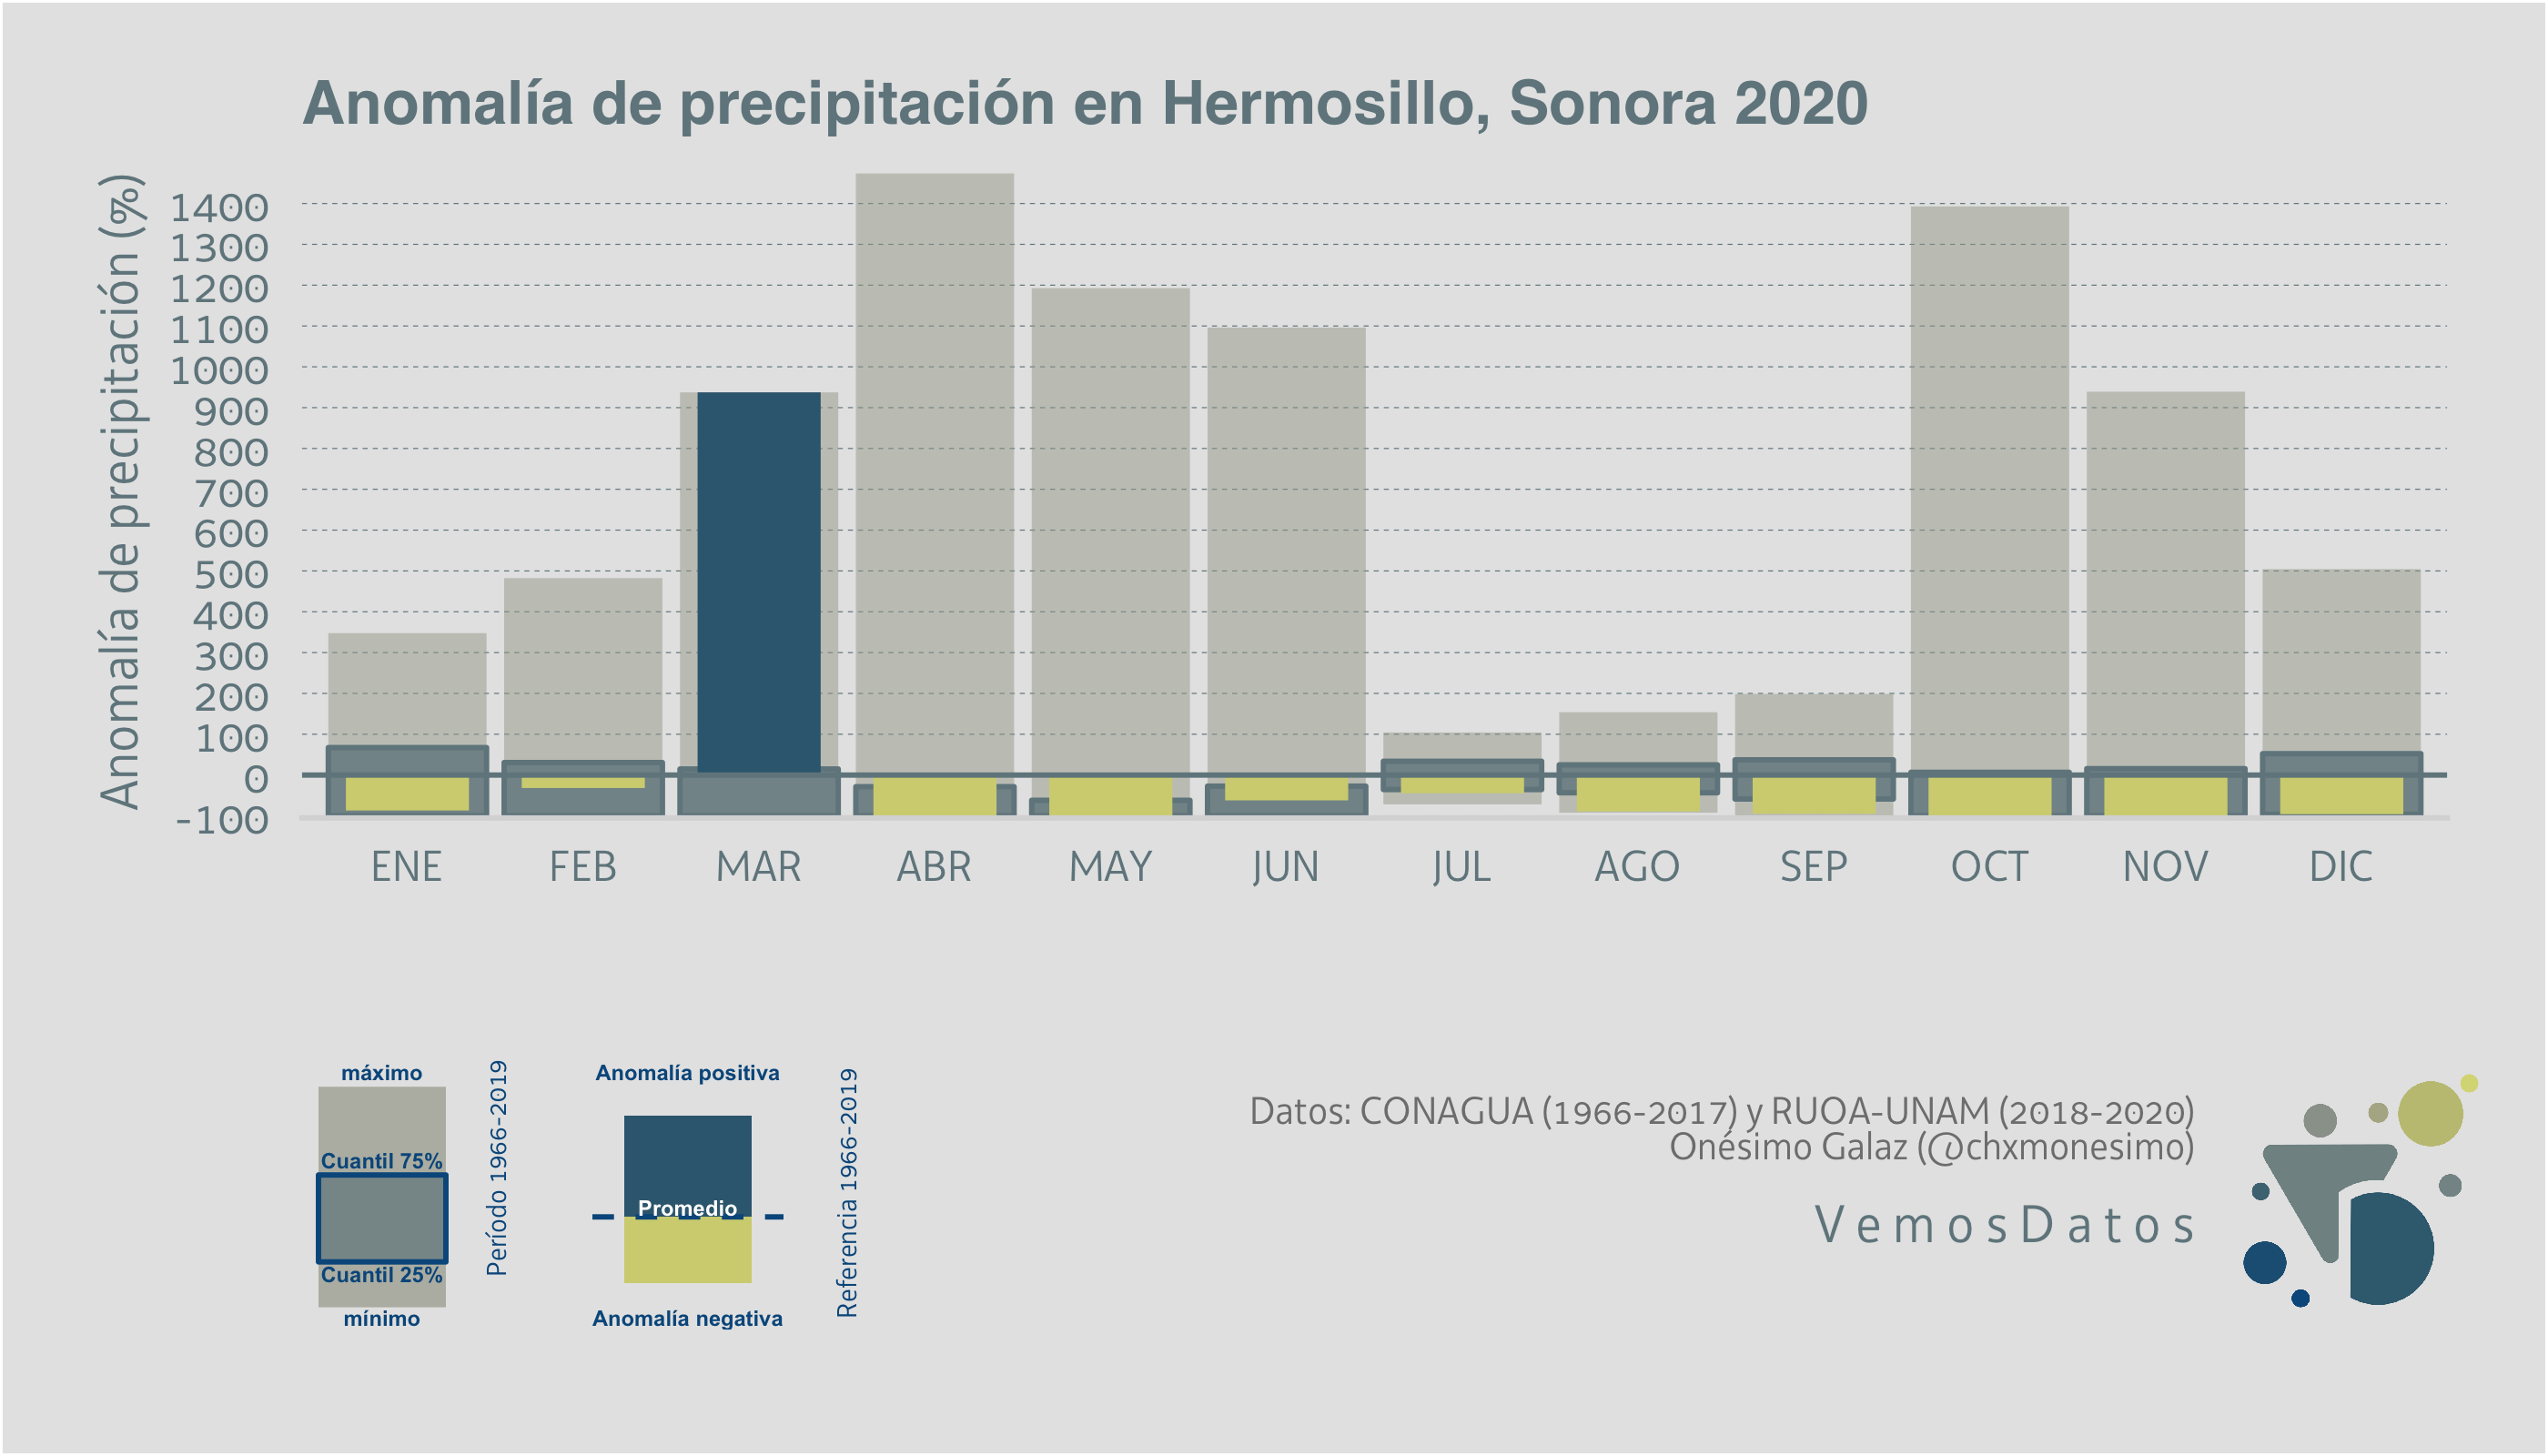 Anomalía de precipitación en Hermosillo, Sonora 2020
Anomalía de precipitación (%)
1400
1300
1200
1100
1000
900
800
700
600
500
400
300
200
100
0
-100
ENE FEB MAR ABR MAY JUN JUL AGO SEP OCT NOV DIC
máximo
Cuantil 75%
Cuantil 25%
mínimo
Período 1966-2019
Anomalía positiva
Promedio
Anomalía negativa
Referencia 1966-2019
Datos: CONAGUA (1966-2017) y RUOA-UNAM (2018-2020)
Onésimo Galaz (@chxmonesimo)
VemosDatos